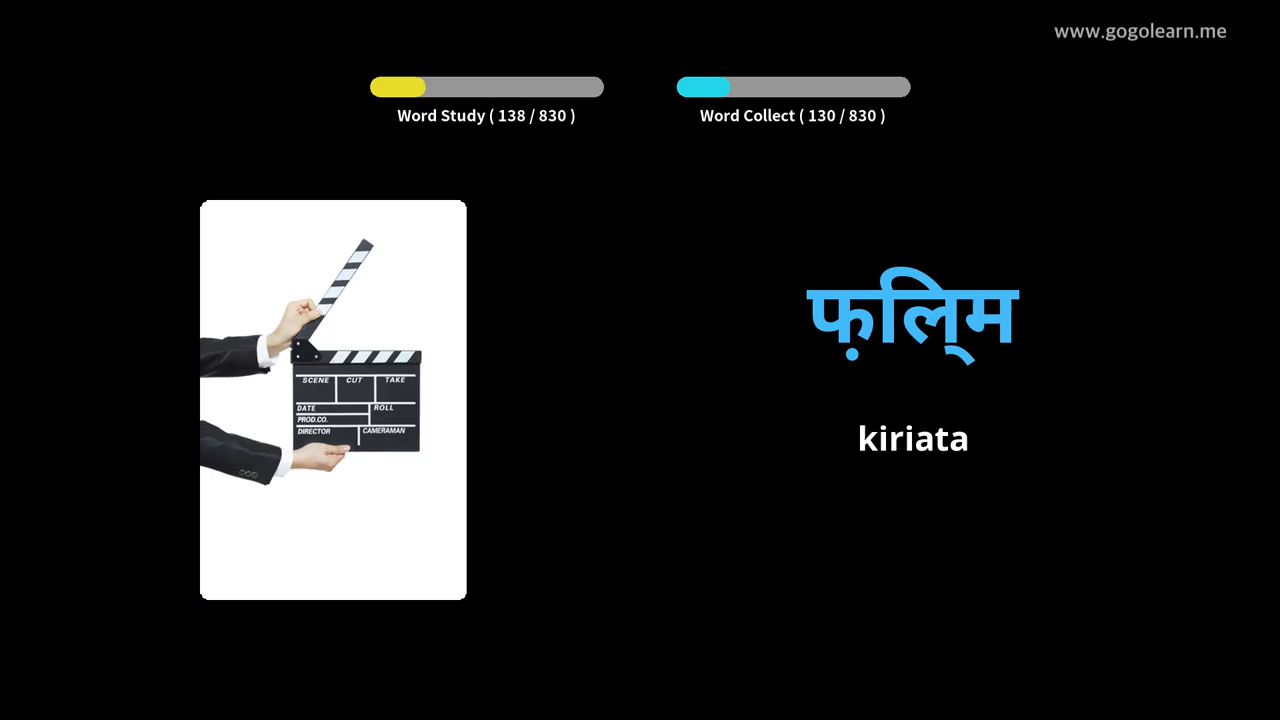 www.gogolearn.me
Word Study ( 138 / 830 )
Word Collect ( 130 / 830 )
SCENE CUT TAKE
DATE ROLL
PROD.CO.
DIRECTOR CAMERAMAN
फ़िल्म
kiriata